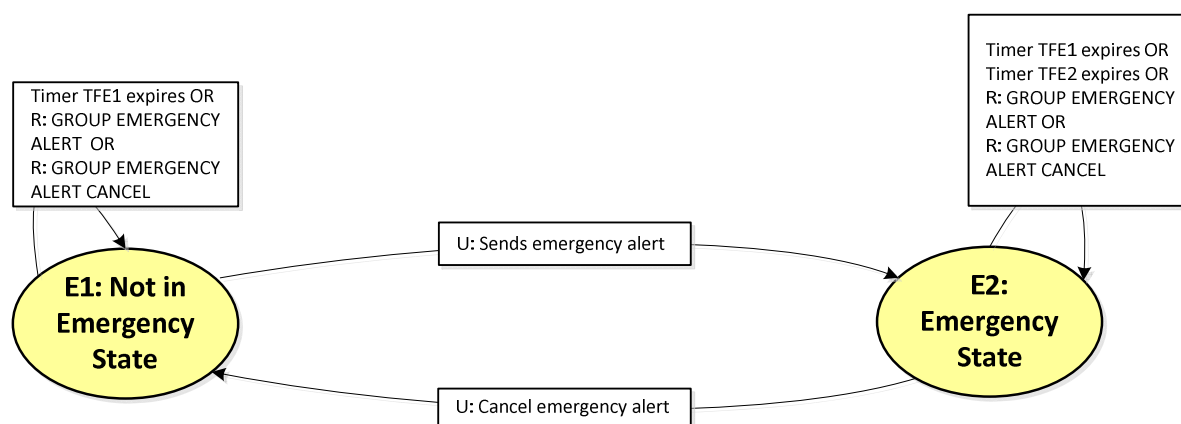 Timer TFE1 expires OR
R: GROUP EMERGENCY
ALERT OR
R: GROUP EMERGENCY
ALERT CANCEL
Timer TFE1 expires OR
Timer TFE2 expires OR
R: GROUP EMERGENCY
ALERT OR
R: GROUP EMERGENCY
ALERT CANCEL
U: Sends emergency alert
E1: Not in
Emergency
State
E2:
Emergency
State
U: Cancel emergency alert